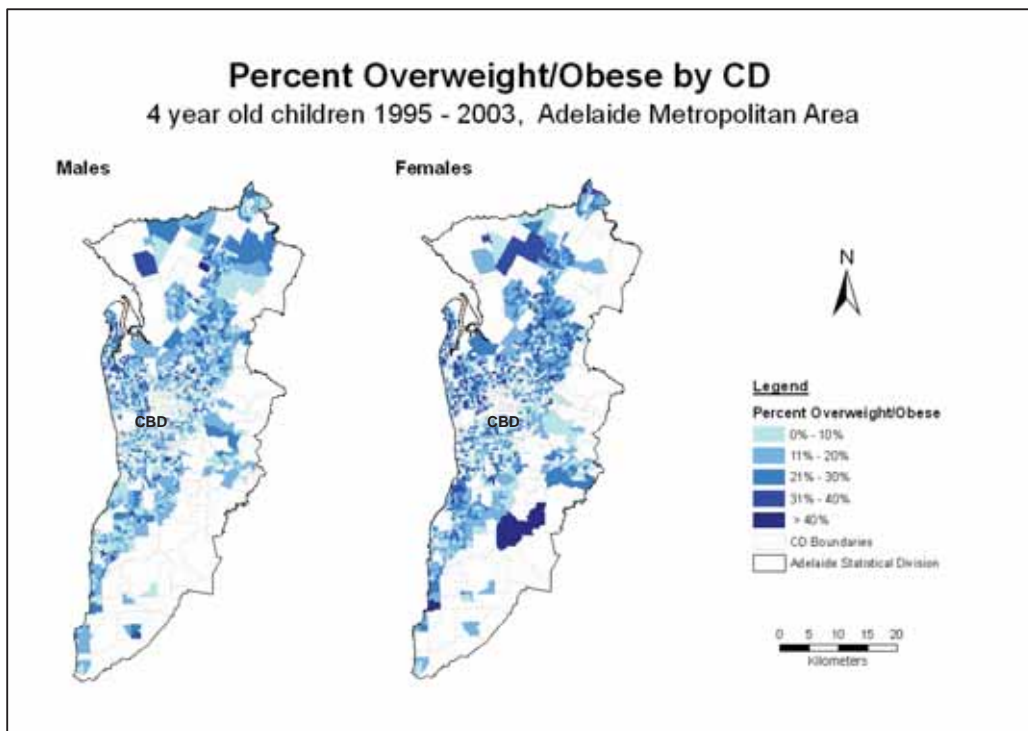 Percent Overweight/Obese by CD
4 year old children 1995 - 2003, Adelaide Metropolitan Area
Males
Females
N
CBD
CBD
Legend
Percent Overweight/Obese
0% - 10%
11% - 20%
21% - 30%
31% - 40%
> 40%
CD Boundaries
Adelaide Statistical Division
0 5 10 15 20
Kilometers